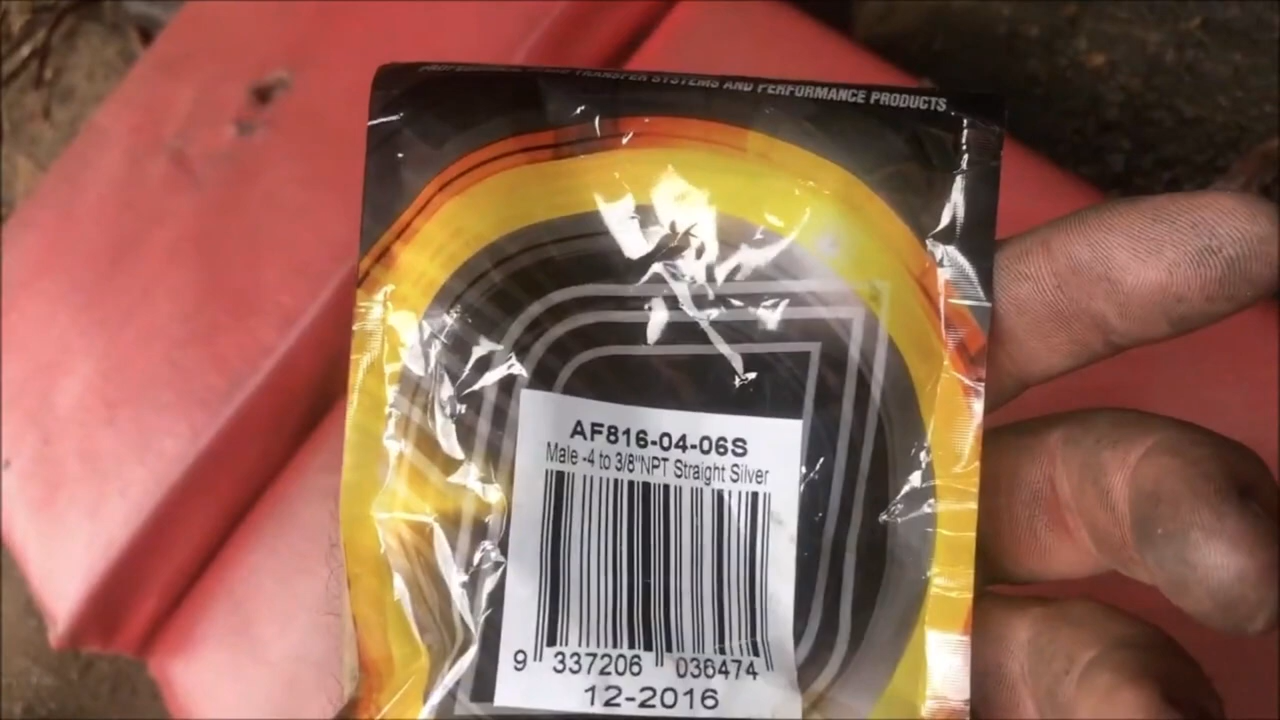 TRANSFER SYSTEMS AND PERFORMANCE PRODUCTS
AF816-04-06S
Male -4 to 3/8"NPT Straight Silver
9 337206 036474
12-2016